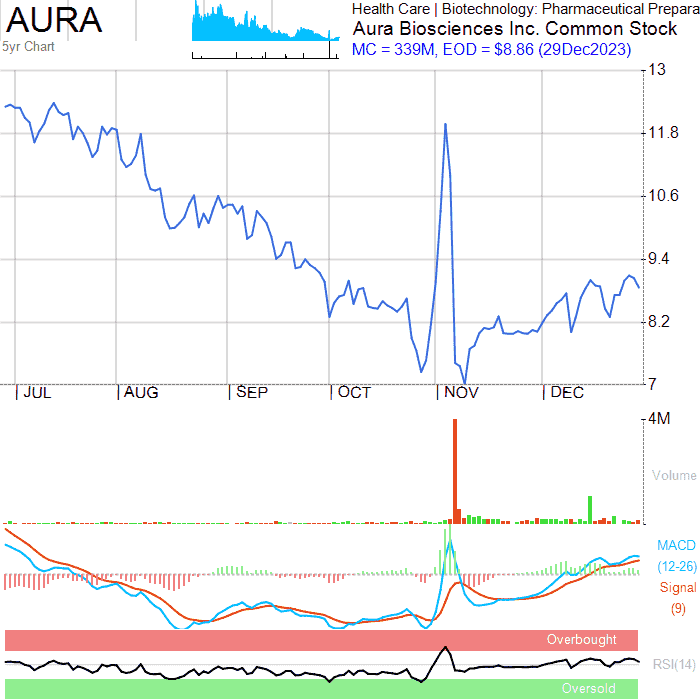 AURA
5yr Chart
Health Care | Biotechnology: Pharmaceutical Prepara
Aura Biosciences Inc. Common Stock
MC = 339M, EOD = $8.86 (29Dec2023)
13
11.8
10.6
9.4
8.2
7
JUL AUG SEP OCT NOV DEC
4M
Volume
MACD
(12-26)
Signal
(9)
Overbought
RSI(14)
Oversold